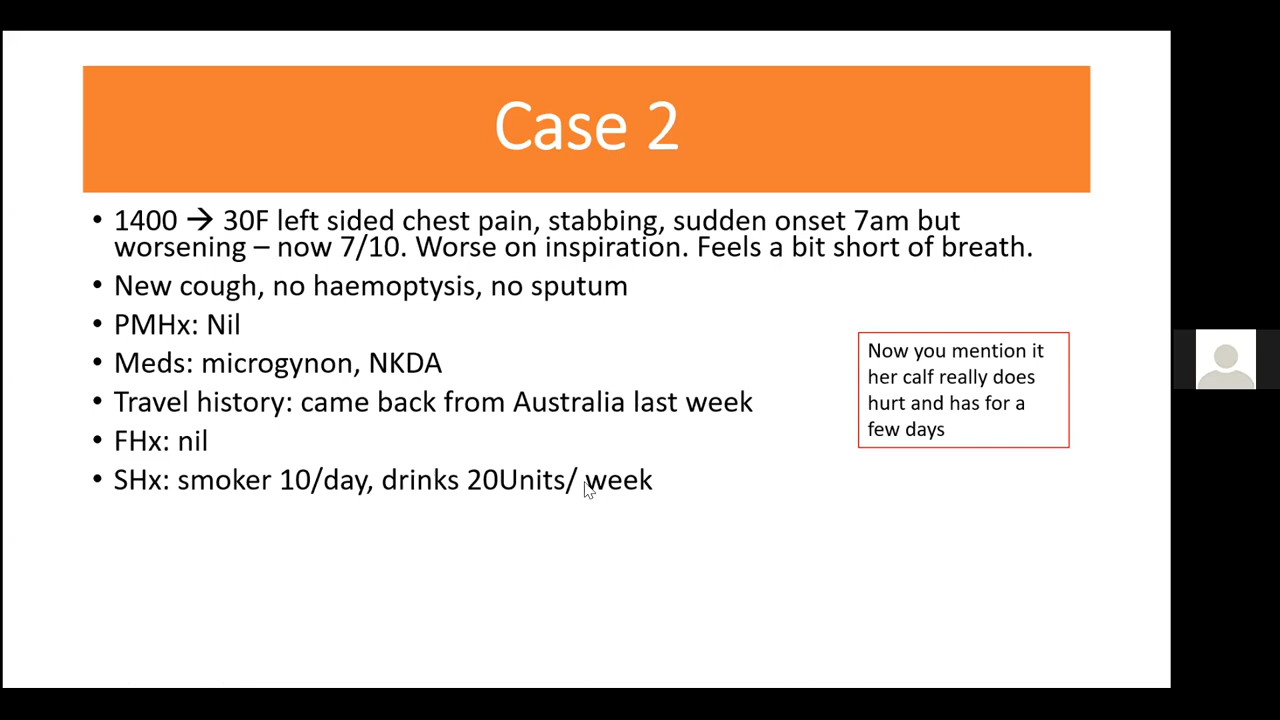 Case 2
• 1400 → 30F left sided chest pain, stabbing, sudden onset 7am but
worsening – now 7/10. Worse on inspiration. Feels a bit short of breath.
• New cough, no haemoptysis, no sputum
• PMHx: Nil
• Meds: microgynon, NKDA
• Travel history: came back from Australia last week
• FHx: nil
• SHx: smoker 10/day, drinks 20Units/ week
Now you mention it
her calf really does
hurt and has for a
few days